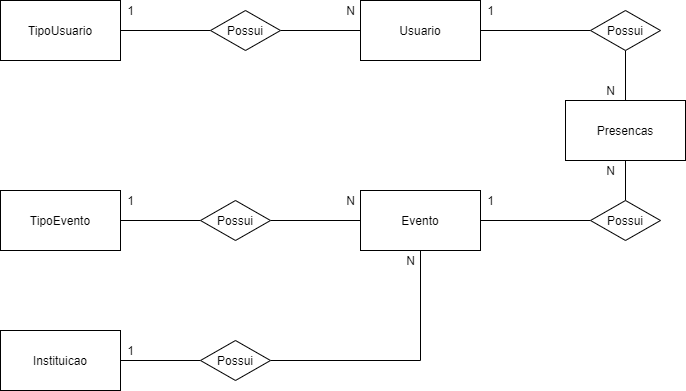 1
N
1
TipoUsuario
Possui
Usuario
Possui
N
Presencas
N
1
N
1
TipoEvento
Possui
Evento
Possui
N
1
Instituicao
Possui